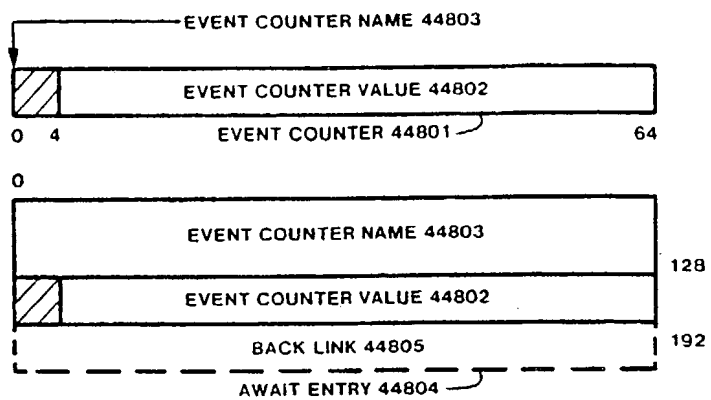 EVENT COUNTER NAME 44803
EVENT COUNTER VALUE 44802
0 4 EVENT COUNTER 44801 64
0
EVENT COUNTER NAME 44803
128
EVENT COUNTER VALUE 44802
192
BACK LINK 44805
AWAIT ENTRY 44804